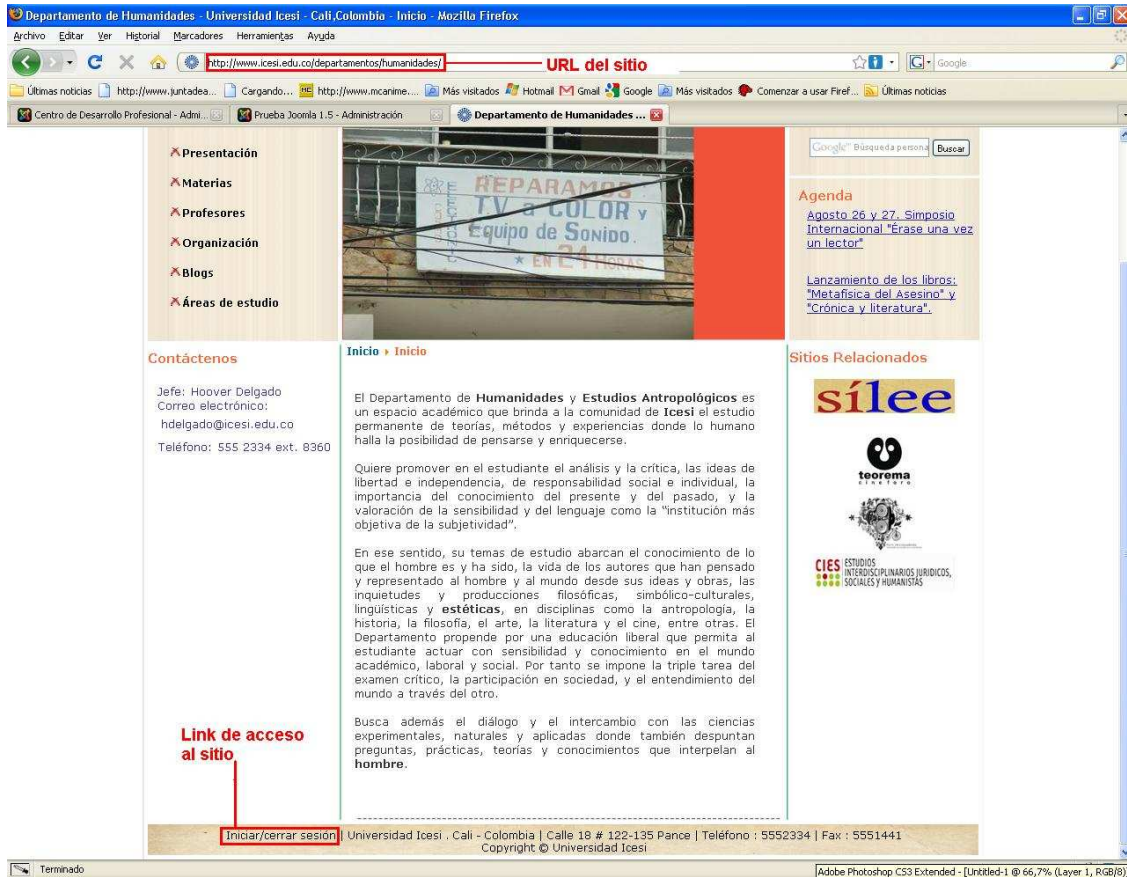 Departamento de Humanidades - Universidad Icesi - Cali,Colombia - Inicio - Mozilla Firefox
Archivo Editar Ver Historial Marcadores Herramientas Ayuda
http://www.icesi.edu.co/departamentos/humanidades/
URL del sitio
Google
Últimas noticias http://www.juntadea... Cargando... http://www.mcanime.... Más visitados Hotmail Gmail Google Más visitados Comenzar a usar Firef... Últimas noticias
Centro de Desarrollo Profesional - Admi... Prueba Joomla 1.5 - Administración Departamento de Humanidades ...
Presentación
Materias
Profesores
Organización
Blogs
Áreas de estudio
REPARAMOS
TV a COLOR y
Equipo de SONIDO.
* EN 24 HORAS
Google Búsqueda persona Buscar
Agenda
Agosto 26 y 27. Simposio
Internacional "Érase una vez
un lector"
Lanzamiento de los libros:
"Metafísica del Asesino" y
"Crónica y literatura".
Contáctenos
Jefe: Hoover Delgado
Correo electrónico:
hdelgado@icesi.edu.co
Teléfono: 555 2334 ext. 8360
Inicio Inicio
El Departamento de Humanidades y Estudios Antropológicos es
un espacio académico que brinda a la comunidad de Icesi el estudio
permanente de teorías, métodos y experiencias donde lo humano
halla la posibilidad de pensarse y enriquecerse.
Quiere promover en el estudiante el análisis y la crítica, las ideas de
libertad e independencia, de responsabilidad social e individual, la
importancia del conocimiento del presente y del pasado, y la
valoración de la sensibilidad y del lenguaje como la "institución más
objetiva de la subjetividad".
En ese sentido, su temas de estudio abarcan el conocimiento de lo
que el hombre es y ha sido, la vida de los autores que han pensado
y representado al hombre y al mundo desde sus ideas y obras, las
inquietudes y producciones filosóficas, simbólico-culturales,
lingüísticas y estéticas, en disciplinas como la antropología, la
historia, la filosofía, el arte, la literatura y el cine, entre otras. El
Departamento propende por una educación liberal que permita al
estudiante actuar con sensibilidad y conocimiento en el mundo
académico, laboral y social. Por tanto se impone la triple tarea del
examen crítico, la participación en sociedad, y el entendimiento del
mundo a través del otro.
Busca además el diálogo y el intercambio con las ciencias
experimentales, naturales y aplicadas donde también despuntan
preguntas, prácticas, teorías y conocimientos que interpelan al
hombre.
Sitios Relacionados
sílee
teorema
cineforo
CIES ESTUDIOS
INTERDISCIPLINARIOS JURIDICOS,
SOCIALES Y HUMANISTAS
Link de acceso
al sitio
Iniciar/cerrar sesión | Universidad Icesi . Cali - Colombia | Calle 18 # 122-135 Pance | Teléfono : 5552334 | Fax : 5551441
Copyright © Universidad Icesi
Terminado
Adobe Photoshop CS3 Extended - [Untitled-1 @ 66,7% (Layer 1, RGB/8)